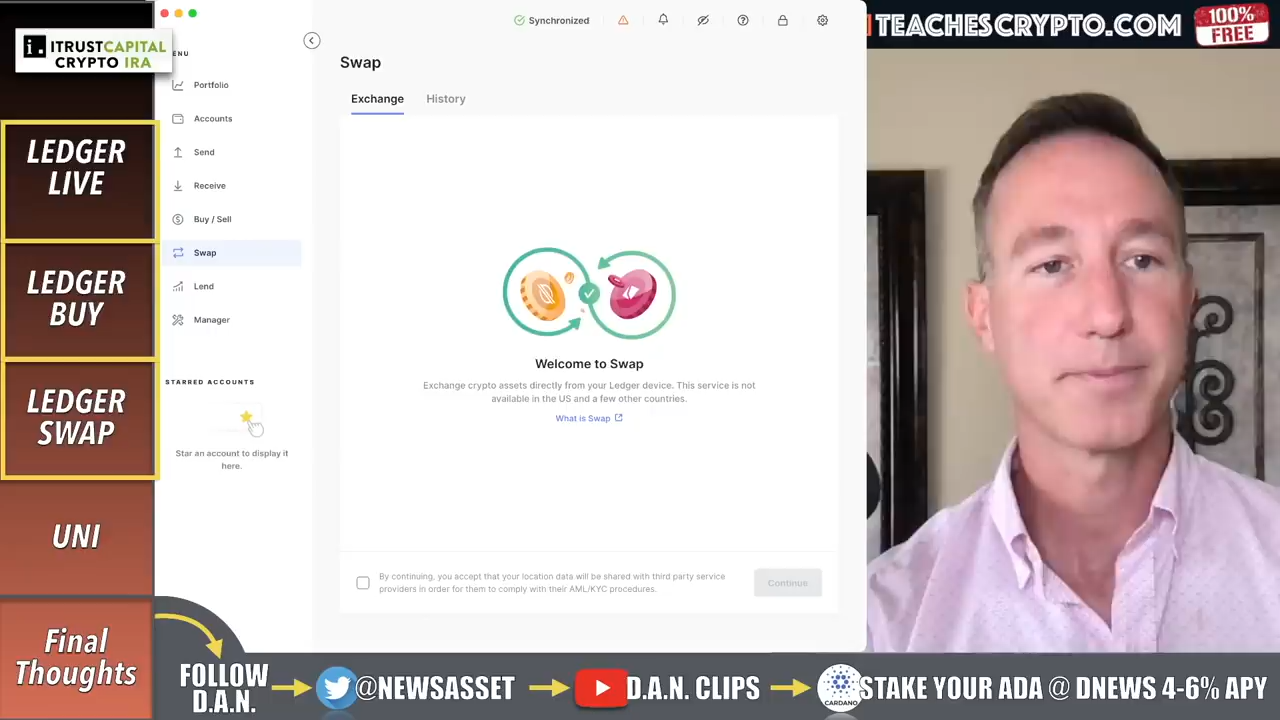 i. ITRUSTCAPITAL
CRYPTO IRA
LEDGER
LIVE
LEDGER
BUY
LEDGER
SWAP
UNI
Final
Thoughts
ENU
Portfolio
Accounts
Send
Receive
Buy / Sell
Swap
Lend
Manager
STARRED ACCOUNTS
Star an account to display it
here.
Synchronized
Swap
Exchange
History
Welcome to Swap
Exchange crypto assets directly from your Ledger device. This service is not
available in the US and a few other countries.
What is Swap
By continuing, you accept that your location data will be shared with third party service
providers in order for them to comply with their AML/KYC procedures.
Continue
TEACHESCRYPTO.COM
100%
FREE
FOLLOW
D.A.N.
@NEWSASSET
D.A.N. CLIPS
CARDANO
STAKE YOUR ADA @ DNEWS 4-6% APY